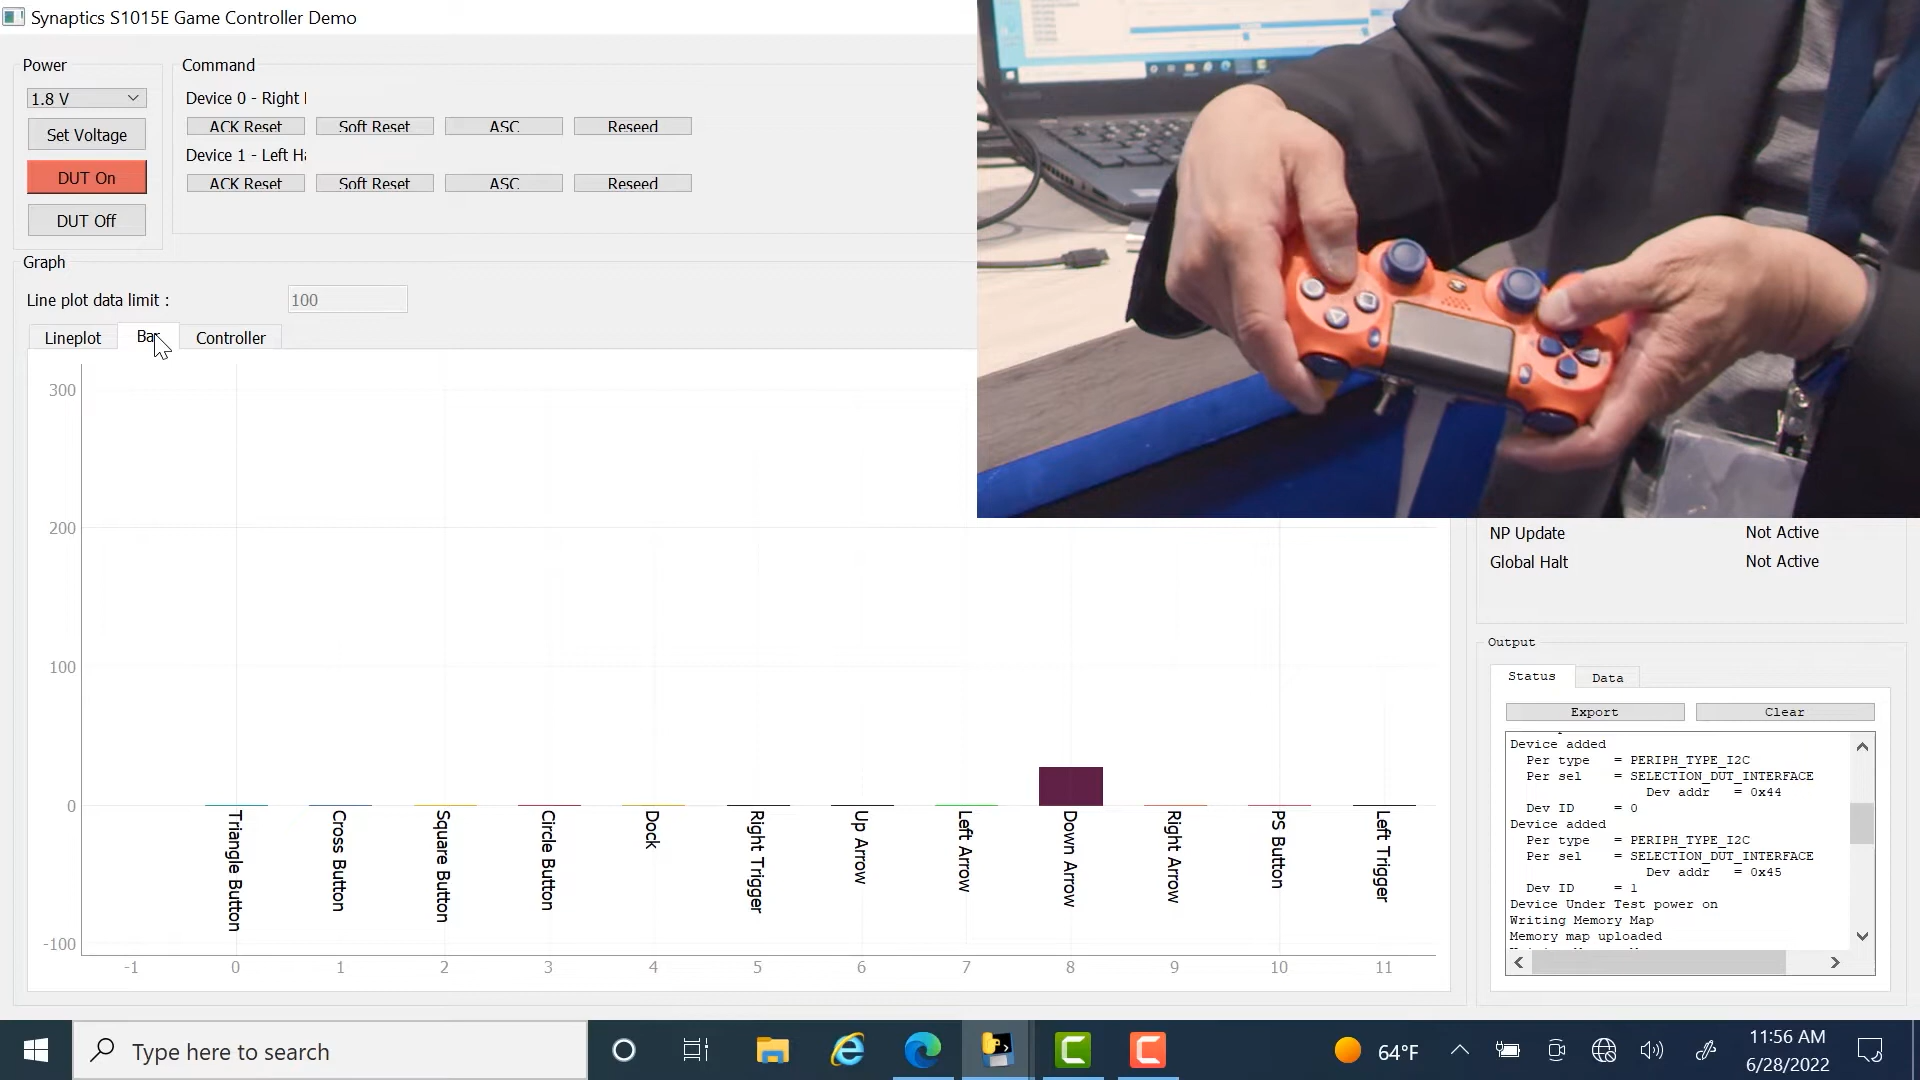 Synaptics S1015E Game Controller Demo
Power
1.8 V
Set Voltage
DUT On
DUT Off
Command
Device 0 - Right
ACK Reset Soft Reset ASC Reseed
Device 1 - Left
ACK Reset Soft Reset ASC Reseed
Graph
Line plot data limit :
100
Lineplot
Bar
Controller
300
200
100
0
-100
Triangle Button
Cross Button
Square Button
Circle Button
Dock
Right Trigger
Up Arrow
Left Arrow
Down Arrow
Right Arrow
PS Button
Left Trigger
-1 0 1 2 3 4 5 6 7 8 9 10 11
NP Update Not Active
Global Halt Not Active
Output
Status
Data
Export
Clear
Device added
Per type = PERIPH_TYPE_I2C
Per sel = SELECTION_DUT_INTERFACE
Dev addr = 0x44
Dev ID = 0
Device added
Per type = PERIPH_TYPE_I2C
Per sel = SELECTION_DUT_INTERFACE
Dev addr = 0x45
Dev ID = 1
Device Under Test power on
Writing Memory Map
Memory map uploaded
Type here to search
64°F
11:56 AM
6/28/2022